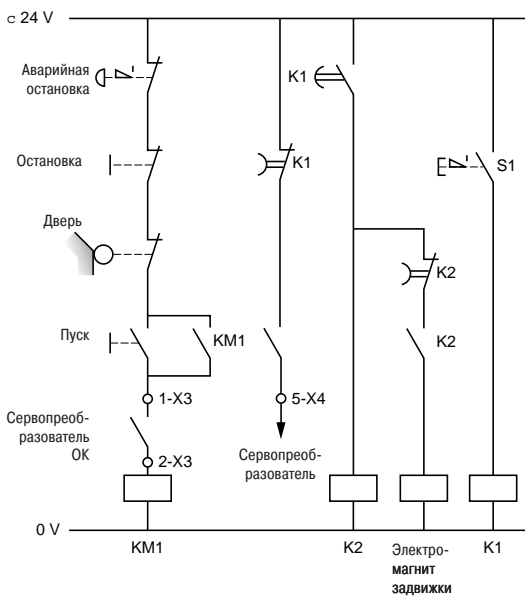 c 24 V
Аварийная
остановка
K1
Остановка
K1
S1
Дверь
K2
Пуск
KM1
K2
1-X3
5-X4
Сервопреоб-
разователь
ОК
Сервопреоб-
разователь
2-X3
0 V
KM1
K2
Электро-
магнит
задвижки
K1